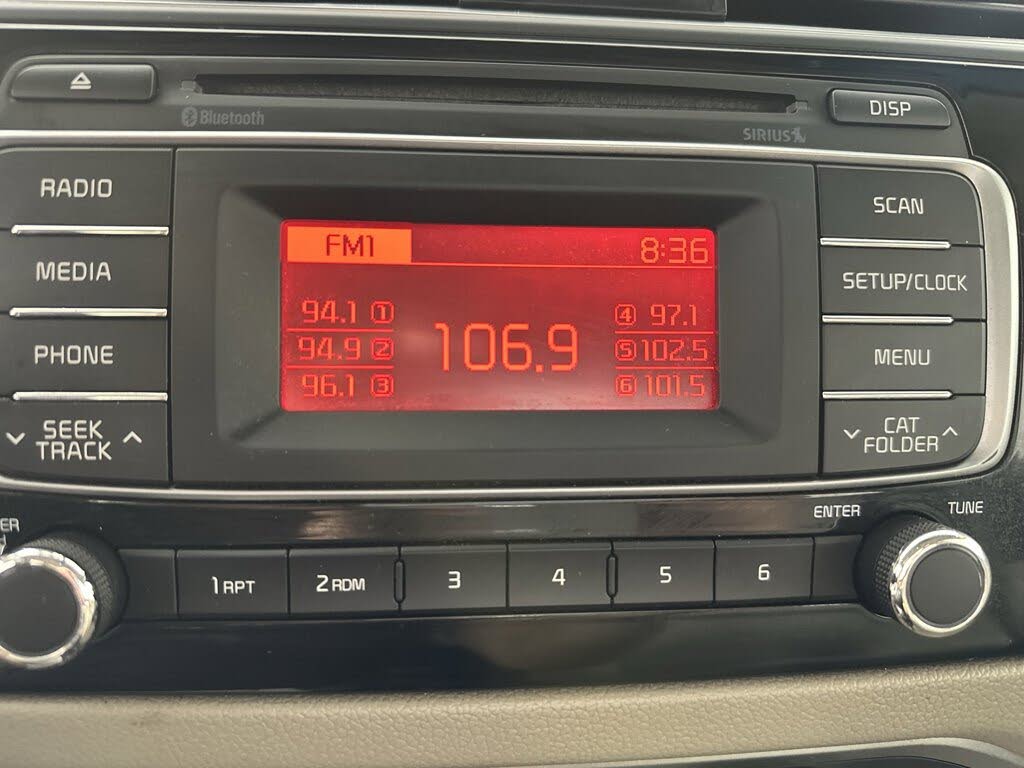 Bluetooth
DISP
SIRIUS
RADIO
MEDIA
PHONE
SEEK
TRACK
FM1
8:36
94.1 1
94.9 2
96.1 3
106.9
4 97.1
5 102.5
6 101.5
SCAN
SETUP/CLOCK
MENU
CAT
FOLDER
ER
ENTER
TUNE
1 RPT
2 RDM
3
4
5
6